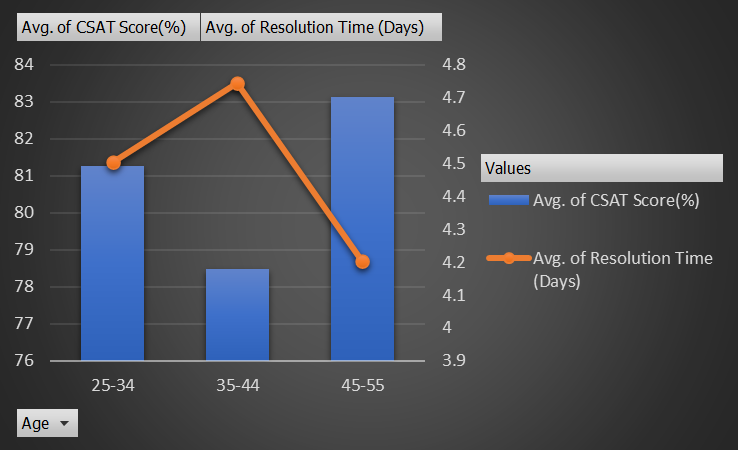 Avg. of CSAT Score(%) Avg. of Resolution Time (Days)
84 4.8
83 4.7
82 4.6
81 4.5
80 4.4
79 4.3
78 4.2
77 4.1
76 4
3.9
25-34 35-44 45-55
Values
Avg. of CSAT Score(%)
Avg. of Resolution Time
(Days)
Age